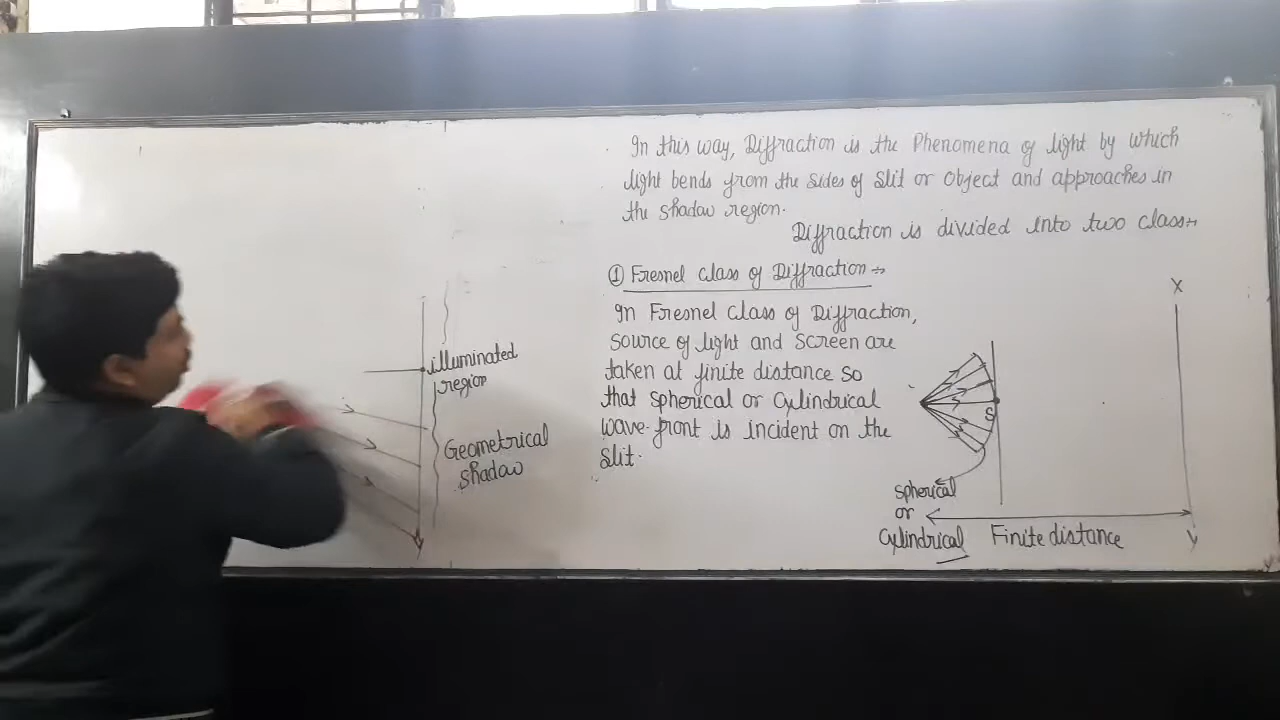 In this way, Diffraction is the Phenomena of light by which
light bends from the sides of slit or object and approaches in
the shadow region.
Diffraction is divided into two class→
① Fresnel class of Diffraction →
In Fresnel class of Diffraction,
source of light and screen are
taken at finite distance so
that spherical or cylindrical
wave-front is incident on the
slit.
illuminated
region
Geometrical
shadow
X
S
spherical
or
cylindrical
Finite distance
Y